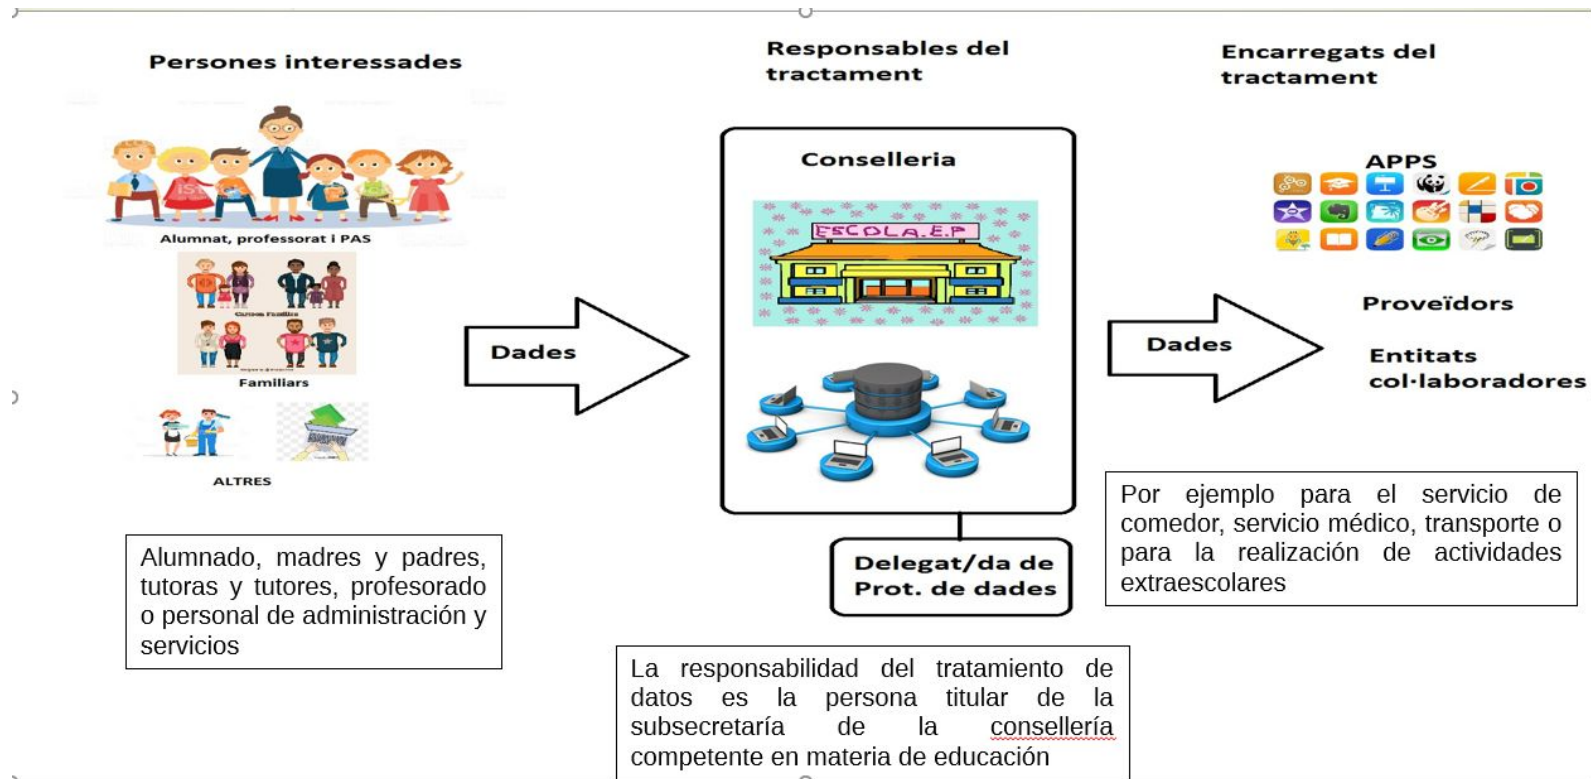 Persones interessades
Alumnat, professorat i PAS
Cartoon Families
Familiars
ALTRES
Alumnado, madres y padres,
tutoras y tutores, profesorado
o personal de administración y
servicios
Dades
Responsables del
tractament
Conselleria
ESCOLA.E.P
Delegat/da de
Prot. de dades
La responsabilidad del tratamiento de
datos es la persona titular de la
subsecretaría de la consellería
competente en materia de educación
Dades
Encarregats del
tractament
APPS
Proveïdors
Entitats
col·laboradores
Por ejemplo para el servicio de
comedor, servicio médico, transporte o
para la realización de actividades
extraescolares